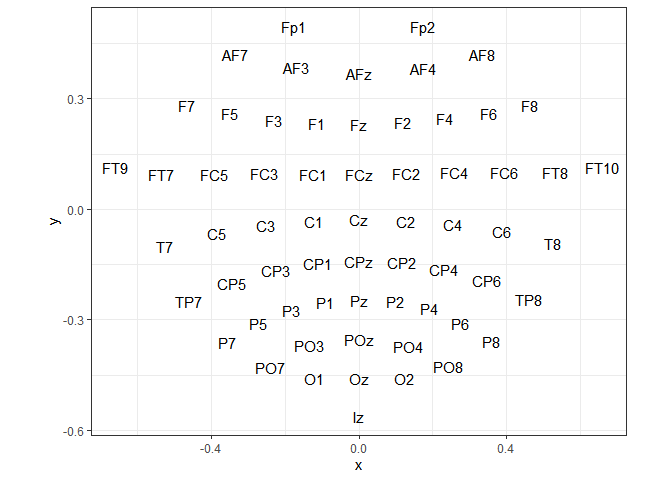 Fp1 Fp2
AF7 AF8
AF3 AFz AF4
F7 F8
F5 F3 F1 Fz F2 F4 F6
FT9 FT10
FT7 FC5 FC3 FC1 FCz FC2 FC4 FC6 FT8
C3 C1 Cz C2 C4
T7 C5 C6 T8
CP3 CP1 CPz CP2 CP4
CP5 CP6
TP7 P3 P1 Pz P2 P4 TP8
P5 P6
P7 PO3 POz PO4 P8
PO7 PO8
O1 Oz O2
Iz
0.3
0.0
-0.3
-0.6
y
-0.4 0.0 0.4
x